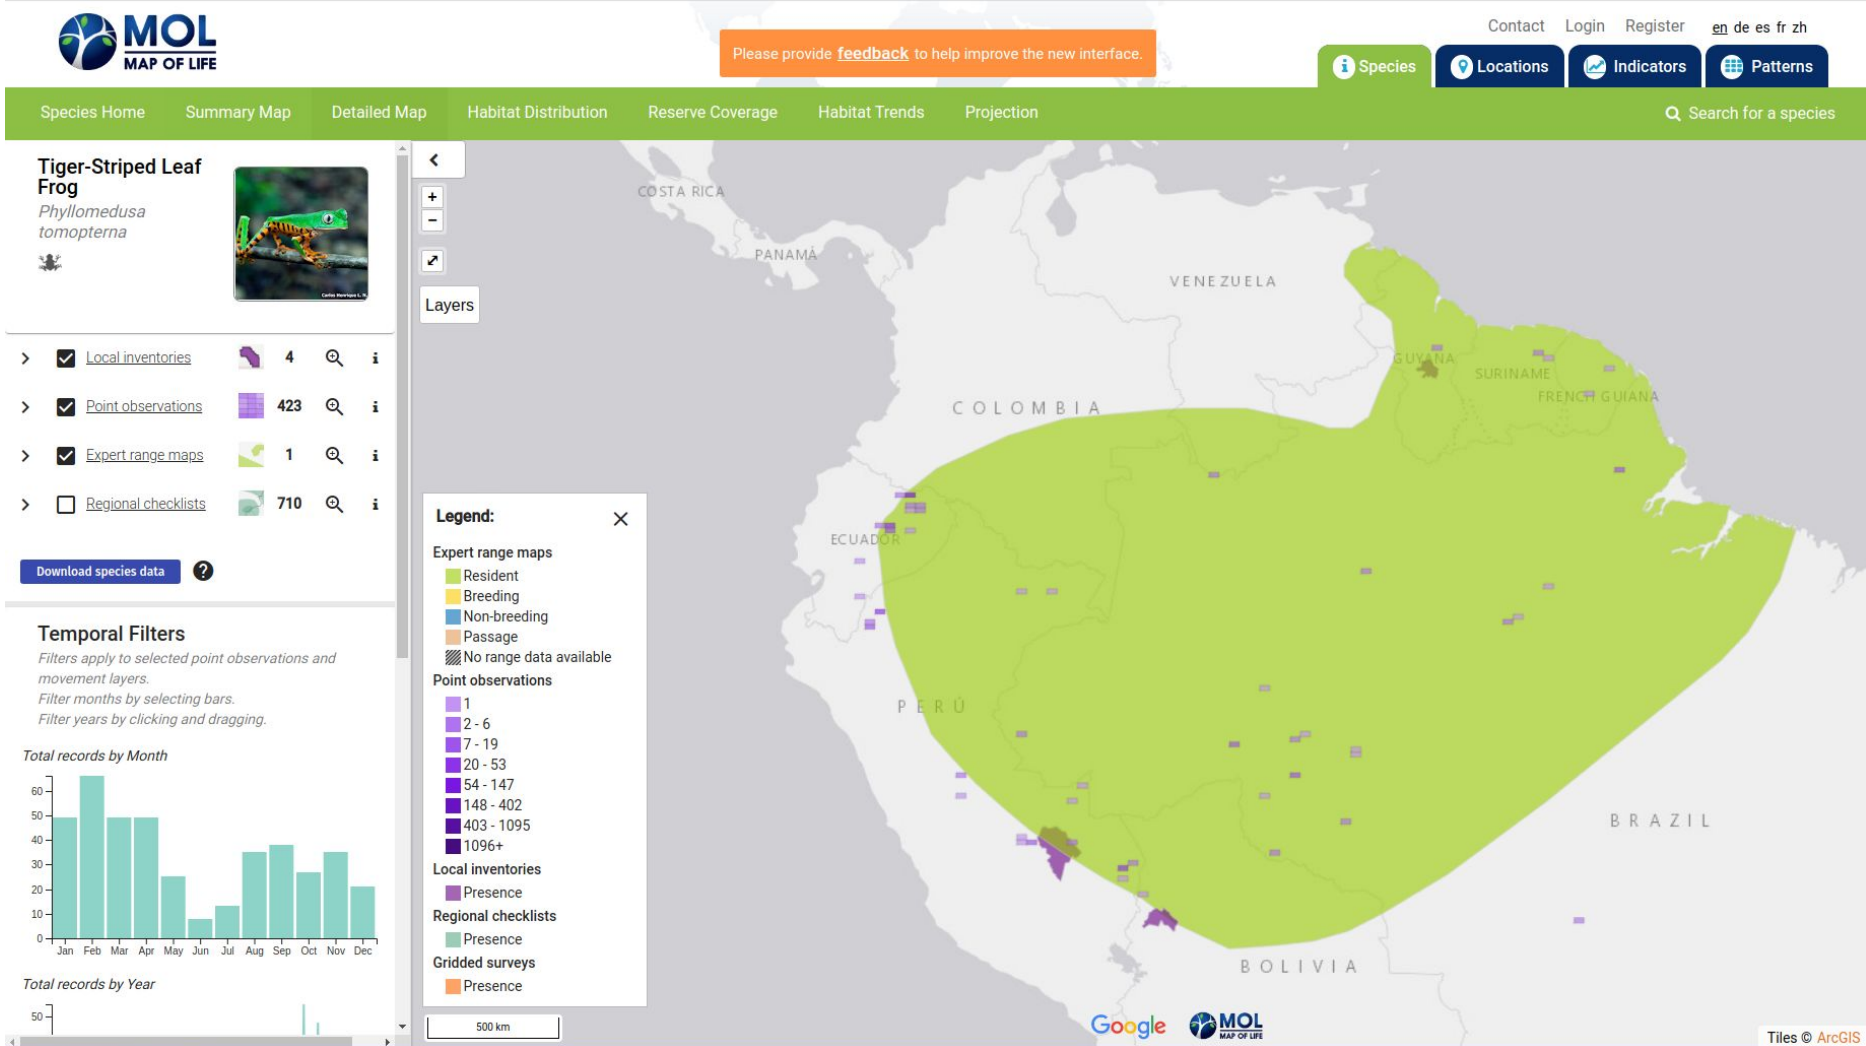 MOL
MAP OF LIFE
Please provide feedback to help improve the new interface.
Contact Login Register en de es fr zh
Species Locations Indicators Patterns
Species Home Summary Map Detailed Map Habitat Distribution Reserve Coverage Habitat Trends Projection Search for a species
Tiger-Striped Leaf
Frog
Phyllomedusa
tomopterna
Local inventories 4
Point observations 423
Expert range maps 1
Regional checklists 710
Download species data
Temporal Filters
Filters apply to selected point observations and
movement layers.
Filter months by selecting bars.
Filter years by clicking and dragging.
Total records by Month
60
50
40
30
20
10
0
Jan Feb Mar Apr May Jun Jul Aug Sep Oct Nov Dec
Total records by Year
50
+
−
Layers
Legend:
Expert range maps
Resident
Breeding
Non-breeding
Passage
No range data available
Point observations
1
2 - 6
7 - 19
20 - 53
54 - 147
148 - 402
403 - 1095
1096+
Local inventories
Presence
Regional checklists
Presence
Gridded surveys
Presence
500 km
COSTA RICA
PANAMÁ
VENEZUELA
GUYANA
SURINAME
FRENCH GUIANA
COLOMBIA
ECUADOR
PERÚ
BRAZIL
BOLIVIA
Google
MOL
MAP OF LIFE
Tiles © ArcGIS